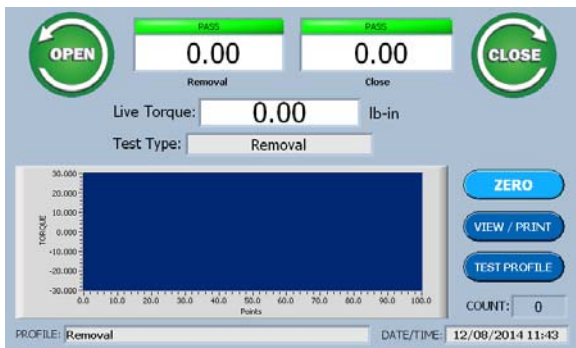 OPEN
PASS
0.00
Removal
PASS
0.00
Close
CLOSE
Live Torque: 0.00 lb-in
Test Type: Removal
30.000
20.000
10.000
0.000
-10.000
-20.000
-30.000
TORQUE
0.0 10.0 20.0 30.0 40.0 50.0 60.0 70.0 80.0 90.0 100.0
Points
ZERO
VIEW / PRINT
TEST PROFILE
COUNT: 0
PROFILE: Removal
DATE/TIME: 12/08/2014 11:43